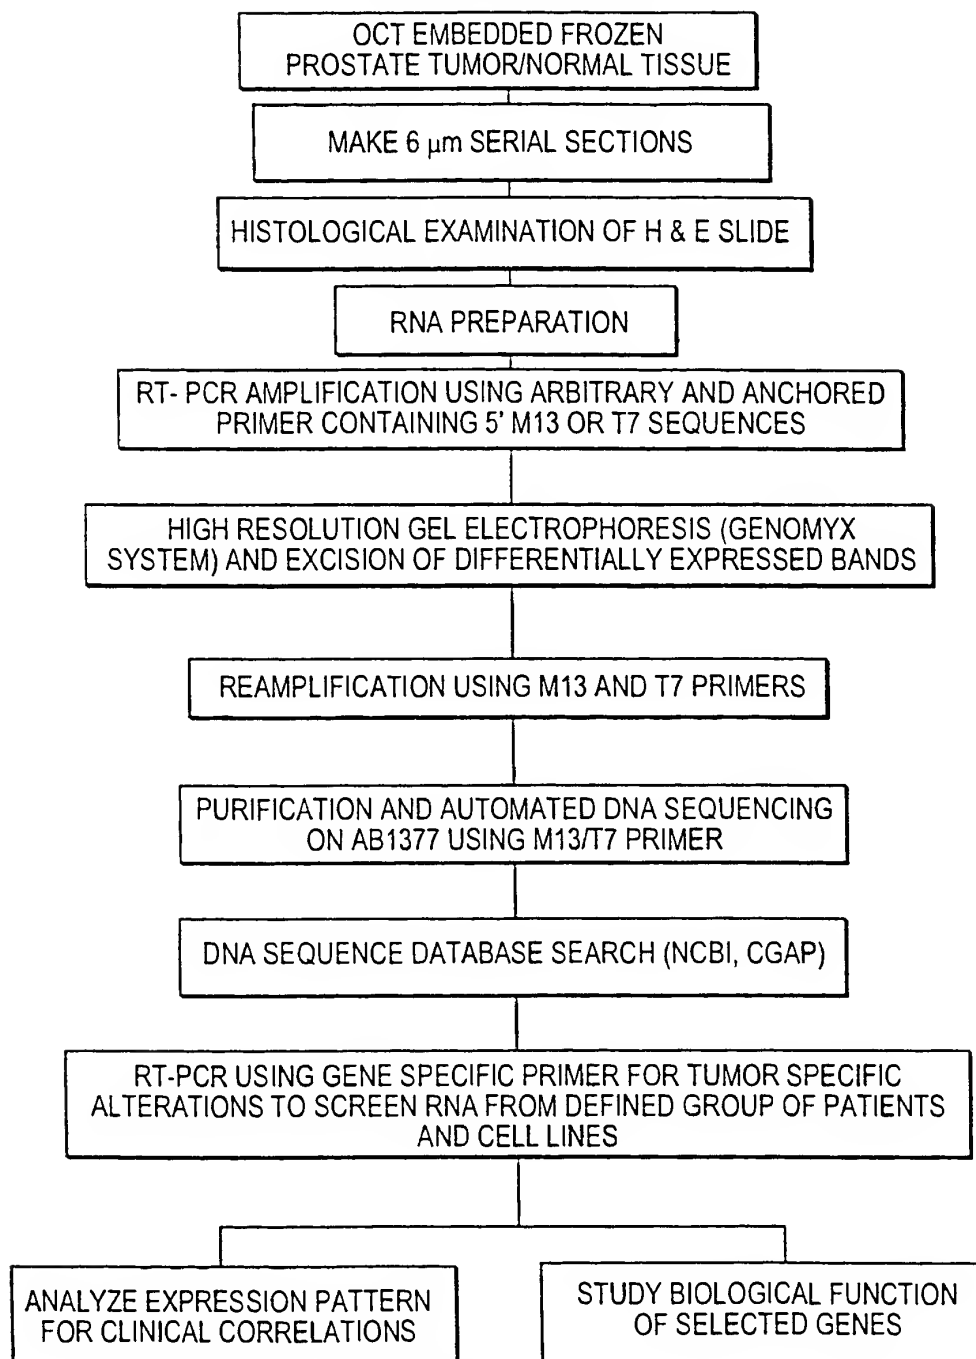 OCT EMBEDDED FROZEN
PROSTATE TUMOR/NORMAL TISSUE
MAKE 6 µm SERIAL SECTIONS
HISTOLOGICAL EXAMINATION OF H & E SLIDE
RNA PREPARATION
RT- PCR AMPLIFICATION USING ARBITRARY AND ANCHORED
PRIMER CONTAINING 5' M13 OR T7 SEQUENCES
HIGH RESOLUTION GEL ELECTROPHORESIS (GENOMYX
SYSTEM) AND EXCISION OF DIFFERENTIALLY EXPRESSED BANDS
REAMPLIFICATION USING M13 AND T7 PRIMERS
PURIFICATION AND AUTOMATED DNA SEQUENCING
ON AB1377 USING M13/T7 PRIMER
DNA SEQUENCE DATABASE SEARCH (NCBI, CGAP)
RT-PCR USING GENE SPECIFIC PRIMER FOR TUMOR SPECIFIC
ALTERATIONS TO SCREEN RNA FROM DEFINED GROUP OF PATIENTS
AND CELL LINES
ANALYZE EXPRESSION PATTERN
FOR CLINICAL CORRELATIONS
STUDY BIOLOGICAL FUNCTION
OF SELECTED GENES